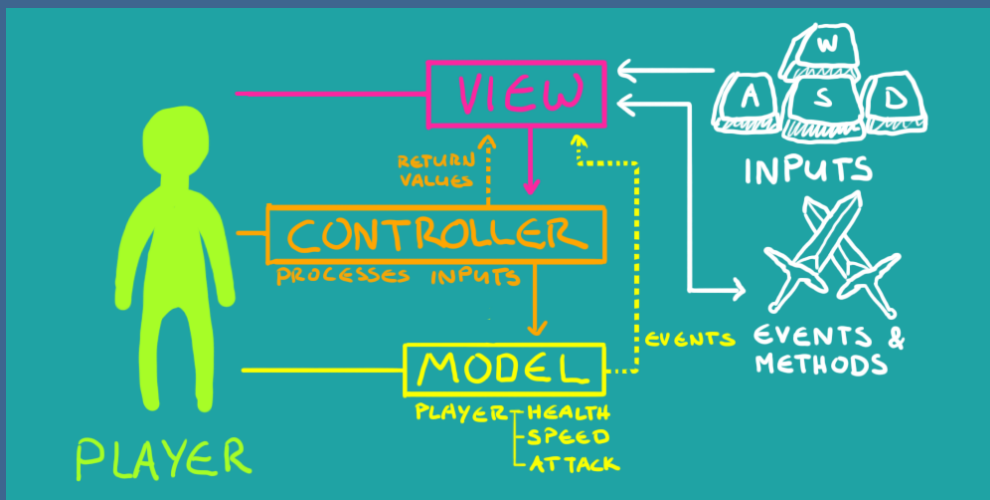 VIEW
W
A
S
D
INPUTS
RETURN
VALUES
CONTROLLER
PROCESSES INPUTS
EVENTS
EVENTS &
METHODS
MODEL
PLAYER HEALTH
SPEED
ATTACK
PLAYER